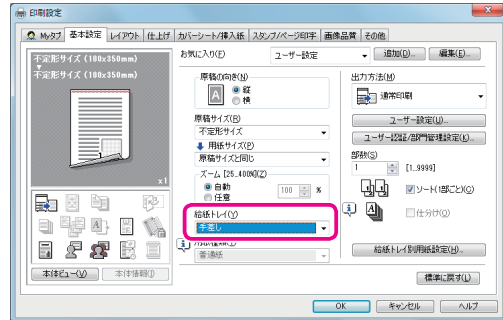 印刷設定
Myタブ 基本設定 レイアウト 仕上げ カバーシート/挿入紙 スタンプ/ページ印字 画像品質 その他
不定形サイズ (100x350mm)
不定形サイズ (100x350mm)
x1
本体ビュー(V) 本体情報(I)
お気に入り(F) ユーザー設定 追加(D)... 編集(E)...
原稿の向き(N)
縦
横
原稿サイズ(R)
不定形サイズ
用紙サイズ(P)
原稿サイズと同じ
ズーム [25..400%](Z)
自動
任意
100 %
給紙トレイ(Y)
手差し
普通紙
出力方法(M)
通常印刷
ユーザー設定(U)...
ユーザー認証/部門管理設定(K)...
部数(S)
1 [1..9999]
ソート(1部ごと)(C)
仕分け(O)
給紙トレイ別用紙設定(H)...
標準に戻す(L)
OK キャンセル ヘルプ